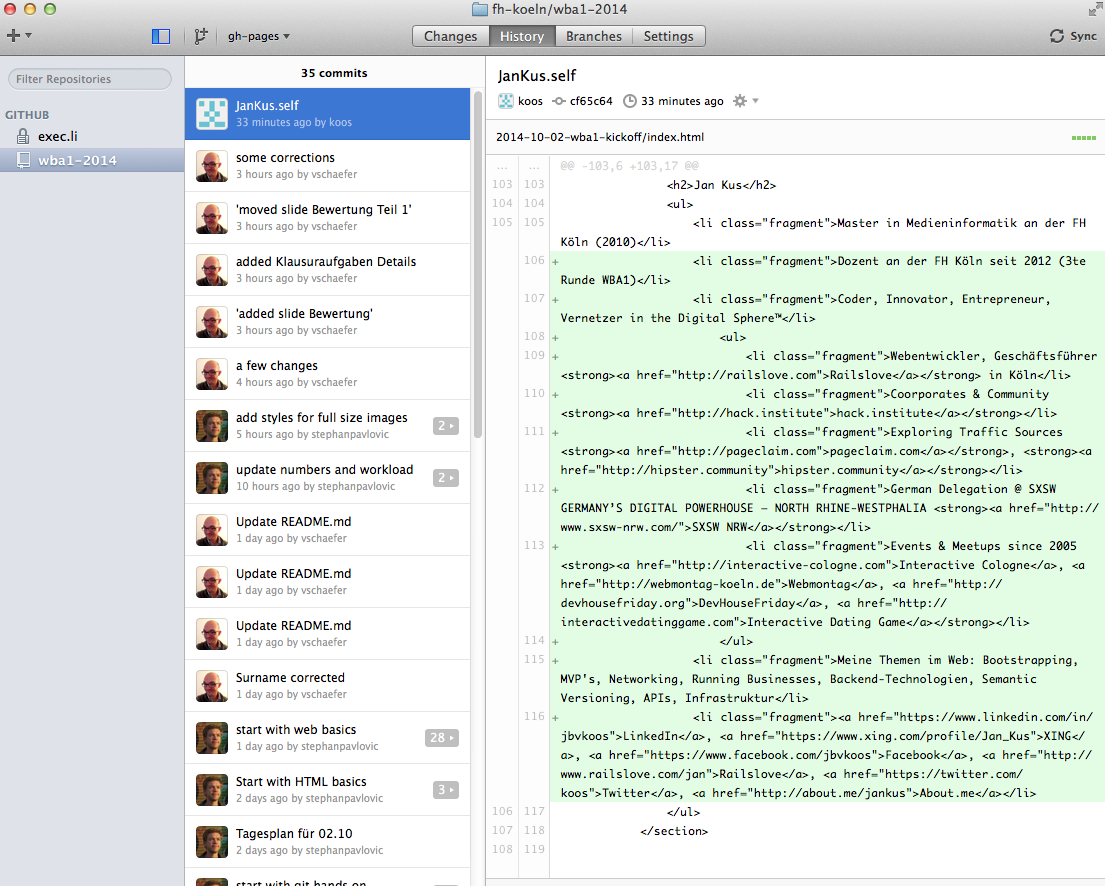 fh-koeln/wba1-2014
gh-pages
Changes
History
Branches
Settings
Sync
Filter Repositories
GITHUB
exec.li
wba1-2014
35 commits
JanKus.self
33 minutes ago by koos
some corrections
3 hours ago by vschaefer
'moved slide Bewertung Teil 1'
3 hours ago by vschaefer
added Klausuraufgaben Details
3 hours ago by vschaefer
'added slide Bewertung'
3 hours ago by vschaefer
a few changes
4 hours ago by vschaefer
add styles for full size images
5 hours ago by stephanpavlovic
2
update numbers and workload
10 hours ago by stephanpavlovic
2
Update README.md
1 day ago by vschaefer
Update README.md
1 day ago by vschaefer
Update README.md
1 day ago by vschaefer
Surname corrected
1 day ago by vschaefer
start with web basics
1 day ago by stephanpavlovic
28
Start with HTML basics
2 days ago by stephanpavlovic
3
Tagesplan für 02.10
2 days ago by stephanpavlovic
start with git hands on
JanKus.self
koos cf65c64 33 minutes ago
2014-10-02-wba1-kickoff/index.html
... ... @@ -103,6 +103,17 @@
103 103 <h2>Jan Kus</h2>
104 104 <ul>
105 105 <li class="fragment">Master in Medieninformatik an der FH
Köln (2010)</li>
106 + <li class="fragment">Dozent an der FH Köln seit 2012 (3te
Runde WBA1)</li>
107 + <li class="fragment">Coder, Innovator, Entrepreneur,
Vernetzer in the Digital Sphere™</li>
108 + <ul>
109 + <li class="fragment">Webentwickler, Geschäftsführer
<strong><a href="http://railslove.com">Railslove</a></strong> in Köln</li>
110 + <li class="fragment">Coorporates & Community
<strong><a href="http://hack.institute">hack.institute</a></strong></li>
111 + <li class="fragment">Exploring Traffic Sources
<strong><a href="http://pageclaim.com">pageclaim.com</a></strong>, <strong><a
href="http://hipster.community">hipster.community</a></strong></li>
112 + <li class="fragment">German Delegation @ SXSW
GERMANY'S DIGITAL POWERHOUSE – NORTH RHINE-WESTPHALIA <strong><a href="http://
www.sxsw-nrw.com/">SXSW NRW</a></strong></li>
113 + <li class="fragment">Events & Meetups since 2005
<strong><a href="http://interactive-cologne.com">Interactive Cologne</a>, <a
href="http://webmontag-koeln.de">Webmontag</a>, <a href="http://
devhousefriday.org">DevHouseFriday</a>, <a href="http://
interactivedatinggame.com">Interactive Dating Game</a></strong></li>
114 + </ul>
115 + <li class="fragment">Meine Themen im Web: Bootstrapping,
MVP's, Networking, Running Businesses, Backend-Technologien, Semantic
Versioning, APIs, Infrastruktur</li>
116 + <li class="fragment"><a href="https://www.linkedin.com/in/
jbvkoos">LinkedIn</a>, <a href="https://www.xing.com/profile/Jan_Kus">XING</
a>, <a href="https://www.facebook.com/jbvkoos">Facebook</a>, <a href="http://
www.railslove.com/jan">Railslove</a>, <a href="https://twitter.com/
koos">Twitter</a>, <a href="http://about.me/jankus">About.me</a></li>
106 117 </ul>
107 118 </section>
108 119